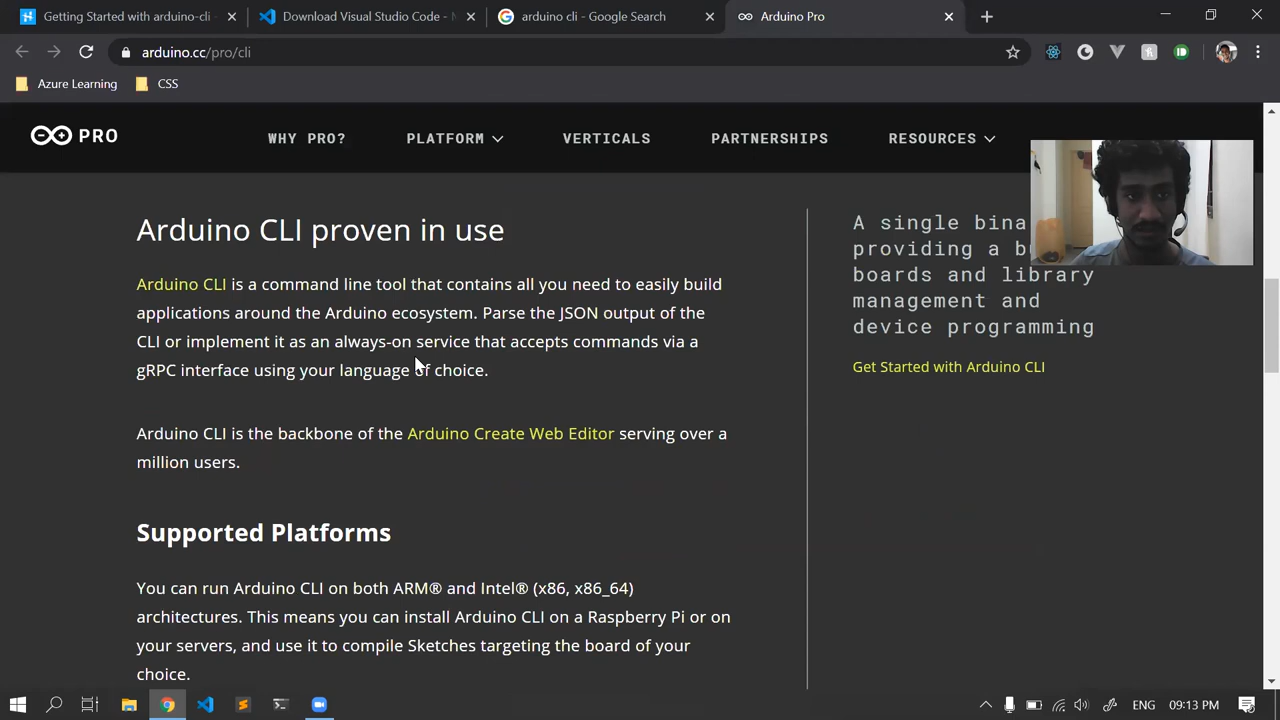 Getting Started with arduino-cli
Download Visual Studio Code -
arduino cli - Google Search
Arduino Pro
arduino.cc/pro/cli
Azure Learning
CSS
PRO
WHY PRO?
PLATFORM
VERTICALS
PARTNERSHIPS
RESOURCES
Arduino CLI proven in use
Arduino CLI is a command line tool that contains all you need to easily build
applications around the Arduino ecosystem. Parse the JSON output of the
CLI or implement it as an always-on service that accepts commands via a
gRPC interface using your language of choice.
Arduino CLI is the backbone of the Arduino Create Web Editor serving over a
million users.
Supported Platforms
You can run Arduino CLI on both ARM® and Intel® (x86, x86_64)
architectures. This means you can install Arduino CLI on a Raspberry Pi or on
your servers, and use it to compile Sketches targeting the board of your
choice.
A single
providing a
boards and library
management and
device programming
Get Started with Arduino CLI
ENG
09:13 PM